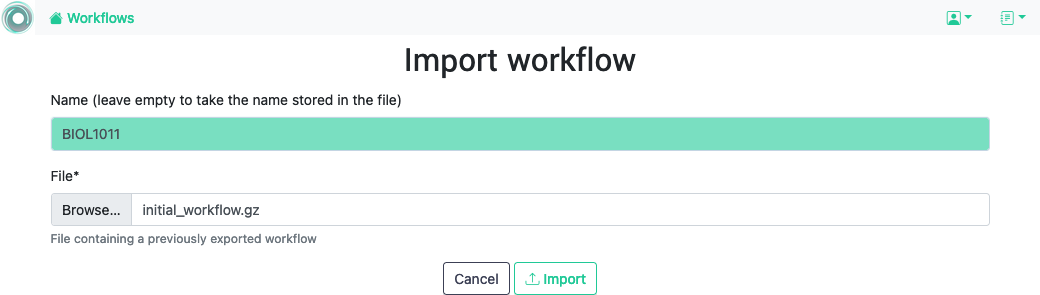 Workflows
Import workflow
Name (leave empty to take the name stored in the file)
BIOL1011
File*
Browse... initial_workflow.gz
File containing a previously exported workflow
Cancel Import